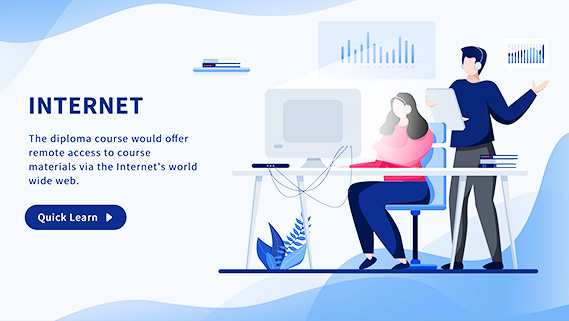 INTERNET
The diploma course would offer
remote access to course
materials via the Internet's world
wide web.
Quick Learn